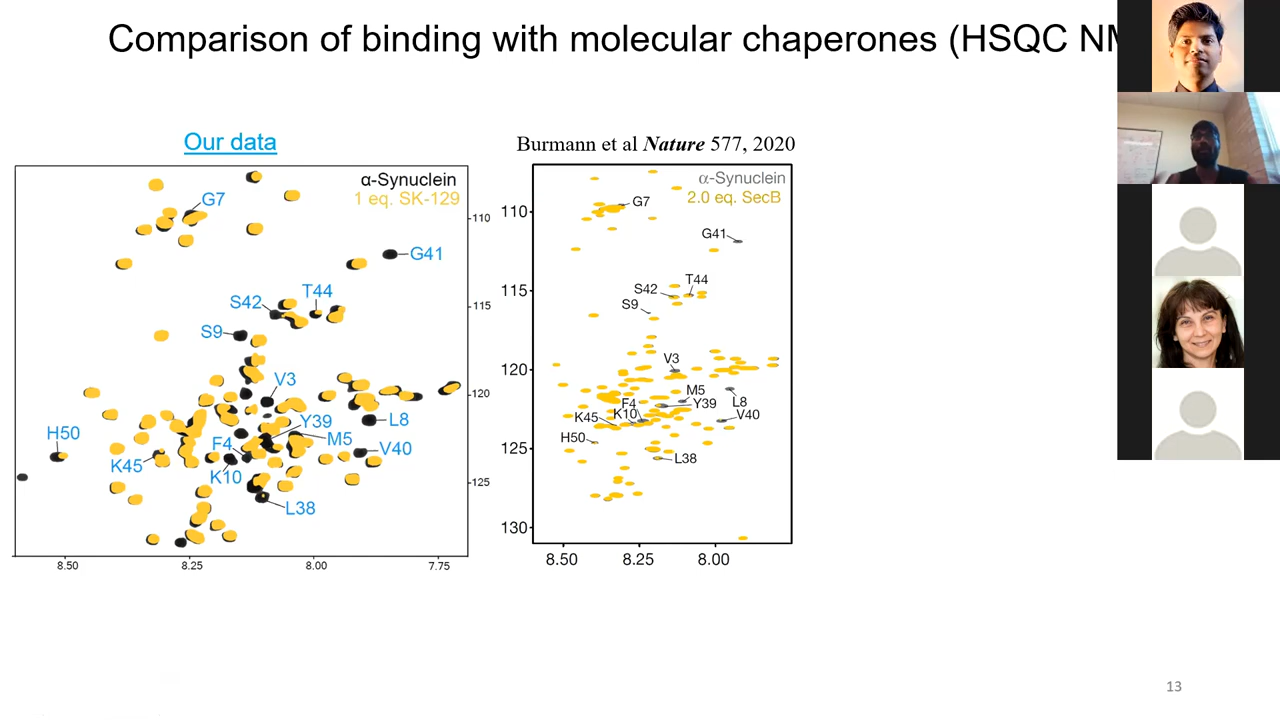 Comparison of binding with molecular chaperones (HSQC NM
Our data
α-Synuclein
1 eq. SK-129
G7
G41
S42
T44
S9
V3
L8
H50
Y39
F4
M5
V40
K45
K10
L38
110
115
120
125
8.50
8.25
8.00
7.75
Burmann et al Nature 577, 2020
α-Synuclein
2.0 eq. SecB
G7
G41
T44
S42
S9
V3
M5
L8
F4
Y39
K45
K10
V40
H50
L38
110
115
120
125
130
8.50
8.25
8.00
13